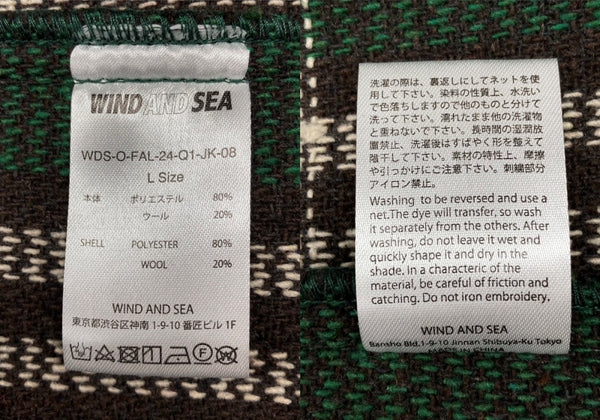 WIND AND SEA
WDS-O-FAL-24-Q1-JK-08
L Size
本体 ポリエステル 80%
ウール 20%
SHELL POLYESTER 80%
WOOL 20%
WIND AND SEA
東京都渋谷区神南 1-9-10 番匠ビル 1F
洗濯の際は、裏返しにしてネットを使
用して下さい。染料の性質上、水洗い
で色落ちしますので他のものと分けて
洗って下さい。濡れたまま他の洗濯物
と重ねないで下さい。長時間の湿潤放
置禁止、洗濯後はすばやく形を整えて
陰干して下さい。素材の特性上、摩擦
や引っかけにご注意下さい。刺繍部分
アイロン禁止。
Washing to be reversed and use a
net.The dye will transfer, so wash
it separately from the others. After
washing, do not leave it wet and
quickly shape it and dry in
the shade. In a characteric of the
material, be careful of friction and
catching. Do not iron embroidery.
WIND AND SEA
Bansho Bld.1-9-10 Jinnan Shibuya-Ku Tokyo
MADE IN CHINA